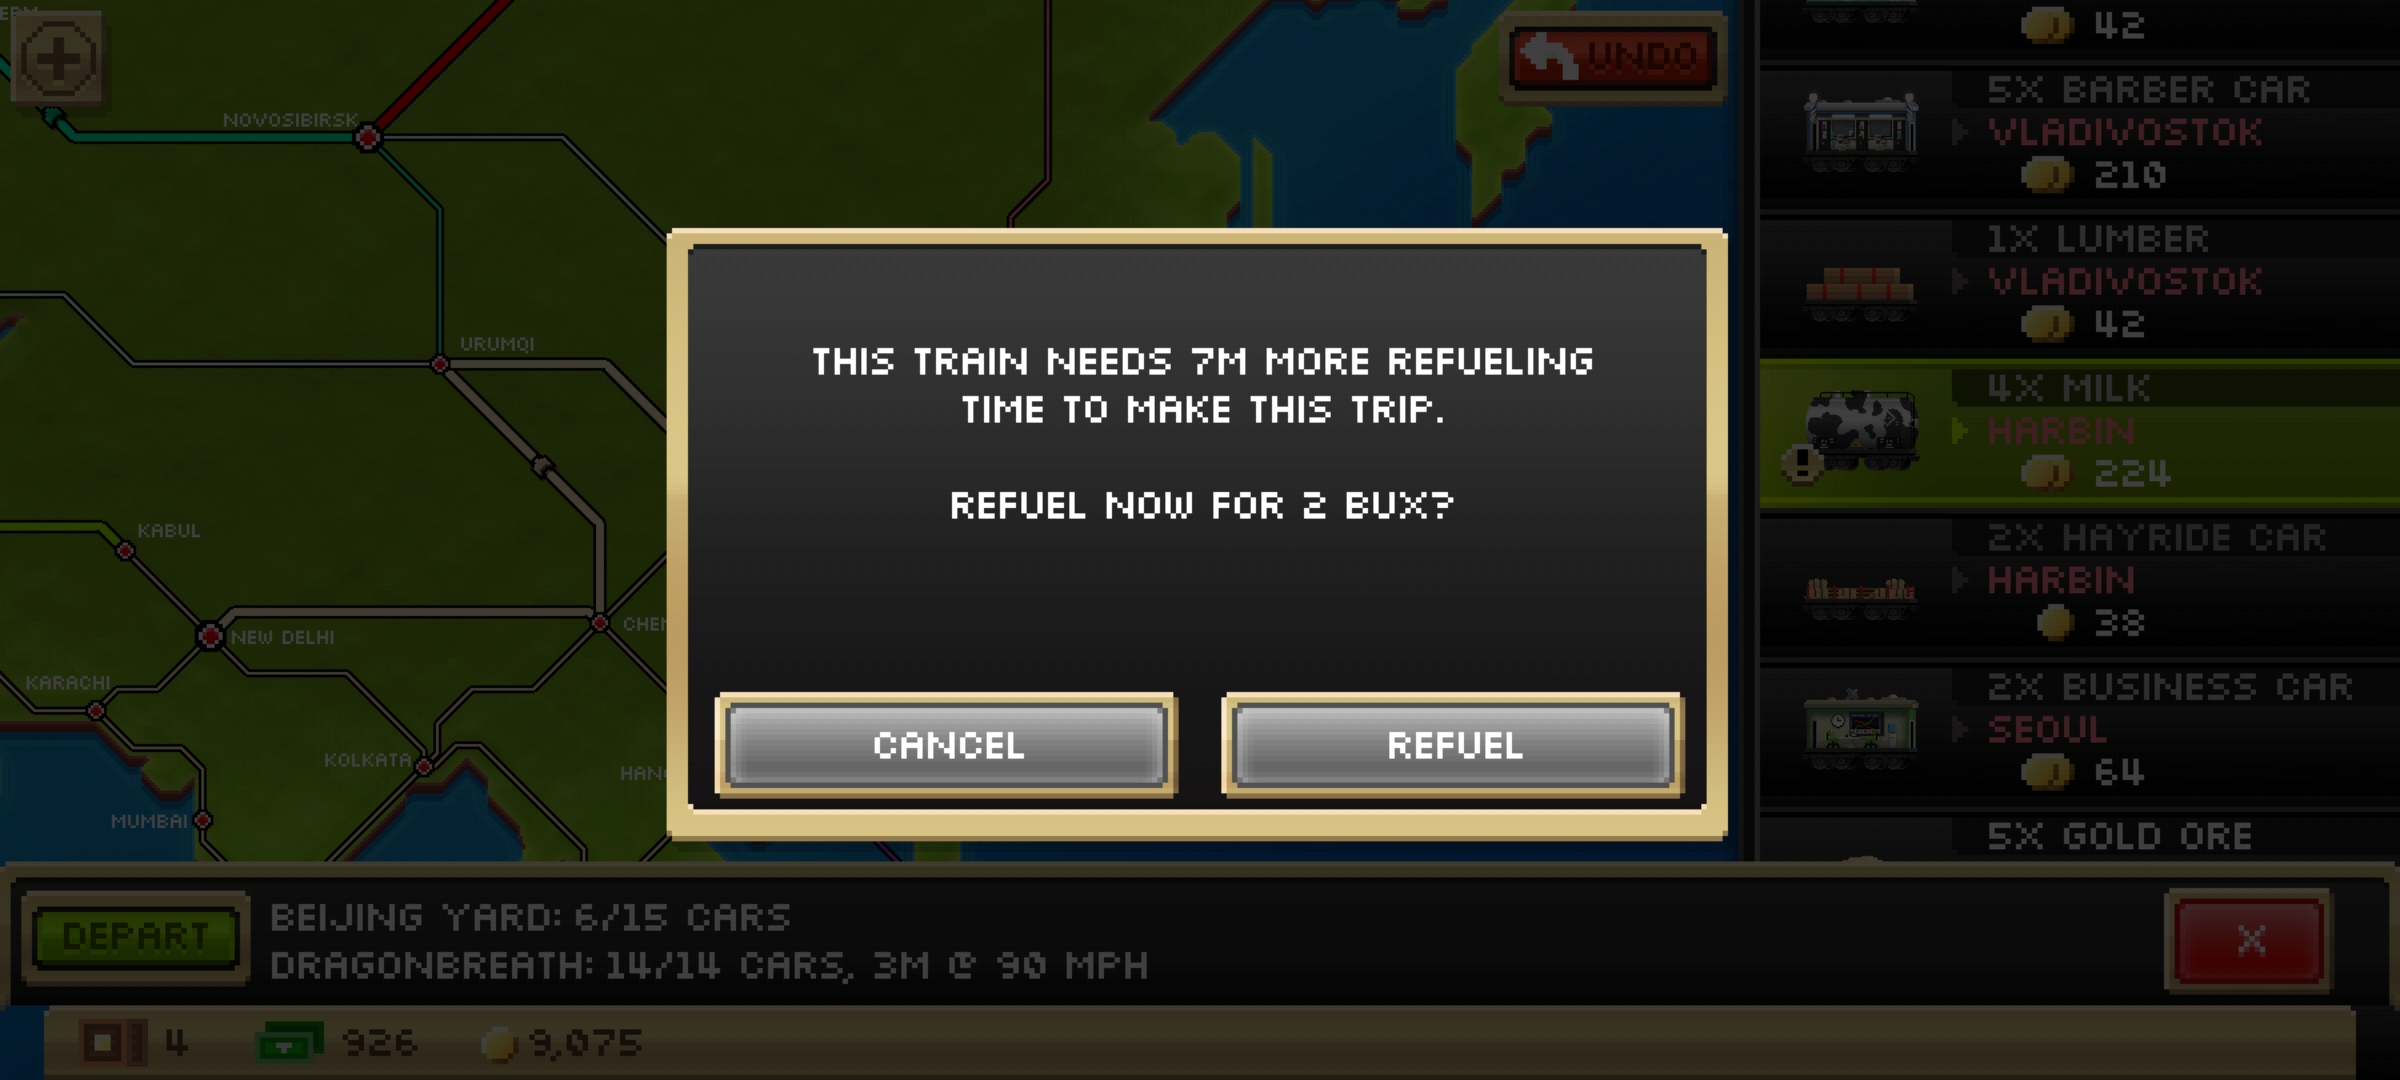 UNDO
NOVOSIBIRSK
URUMQI
KABUL
NEW DELHI
KARACHI
KOLKATA
MUMBAI
42
5X BARBER CAR
VLADIVOSTOK
210
1X LUMBER
VLADIVOSTOK
42
4X MILK
HARBIN
224
2X HAYRIDE CAR
HARBIN
38
2X BUSINESS CAR
SEOUL
64
5X GOLD ORE
THIS TRAIN NEEDS 7M MORE REFUELING
TIME TO MAKE THIS TRIP.
REFUEL NOW FOR 2 BUX?
CANCEL
REFUEL
DEPART
BEIJING YARD: 6/15 CARS
DRAGONBREATH: 14/14 CARS, 3M @ 90 MPH
X
4
926
9,075